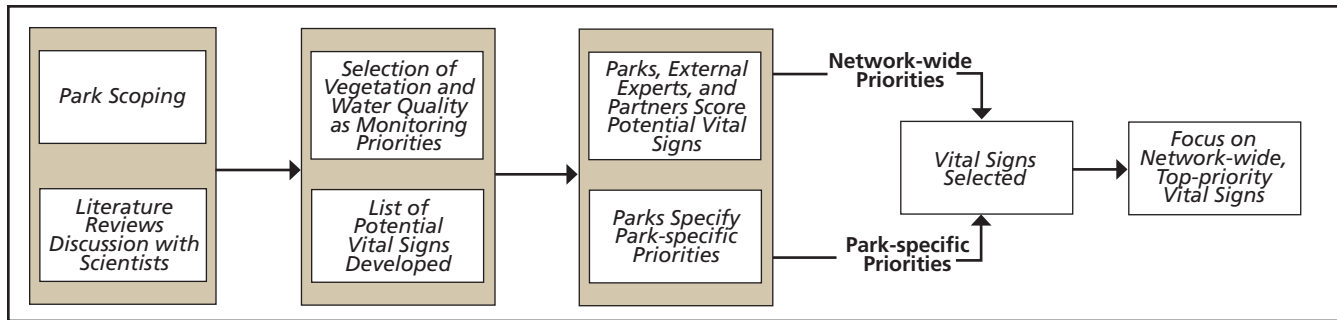 Park Scoping
Literature
Reviews
Discussion with
Scientists
Selection of
Vegetation and
Water Quality
as Monitoring
Priorities
List of
Potential
Vital Signs
Developed
Parks, External
Experts, and
Partners Score
Potential Vital
Signs
Parks Specify
Park-specific
Priorities
Network-wide
Priorities
Park-specific
Priorities
Vital Signs
Selected
Focus on
Network-wide,
Top-priority
Vital Signs